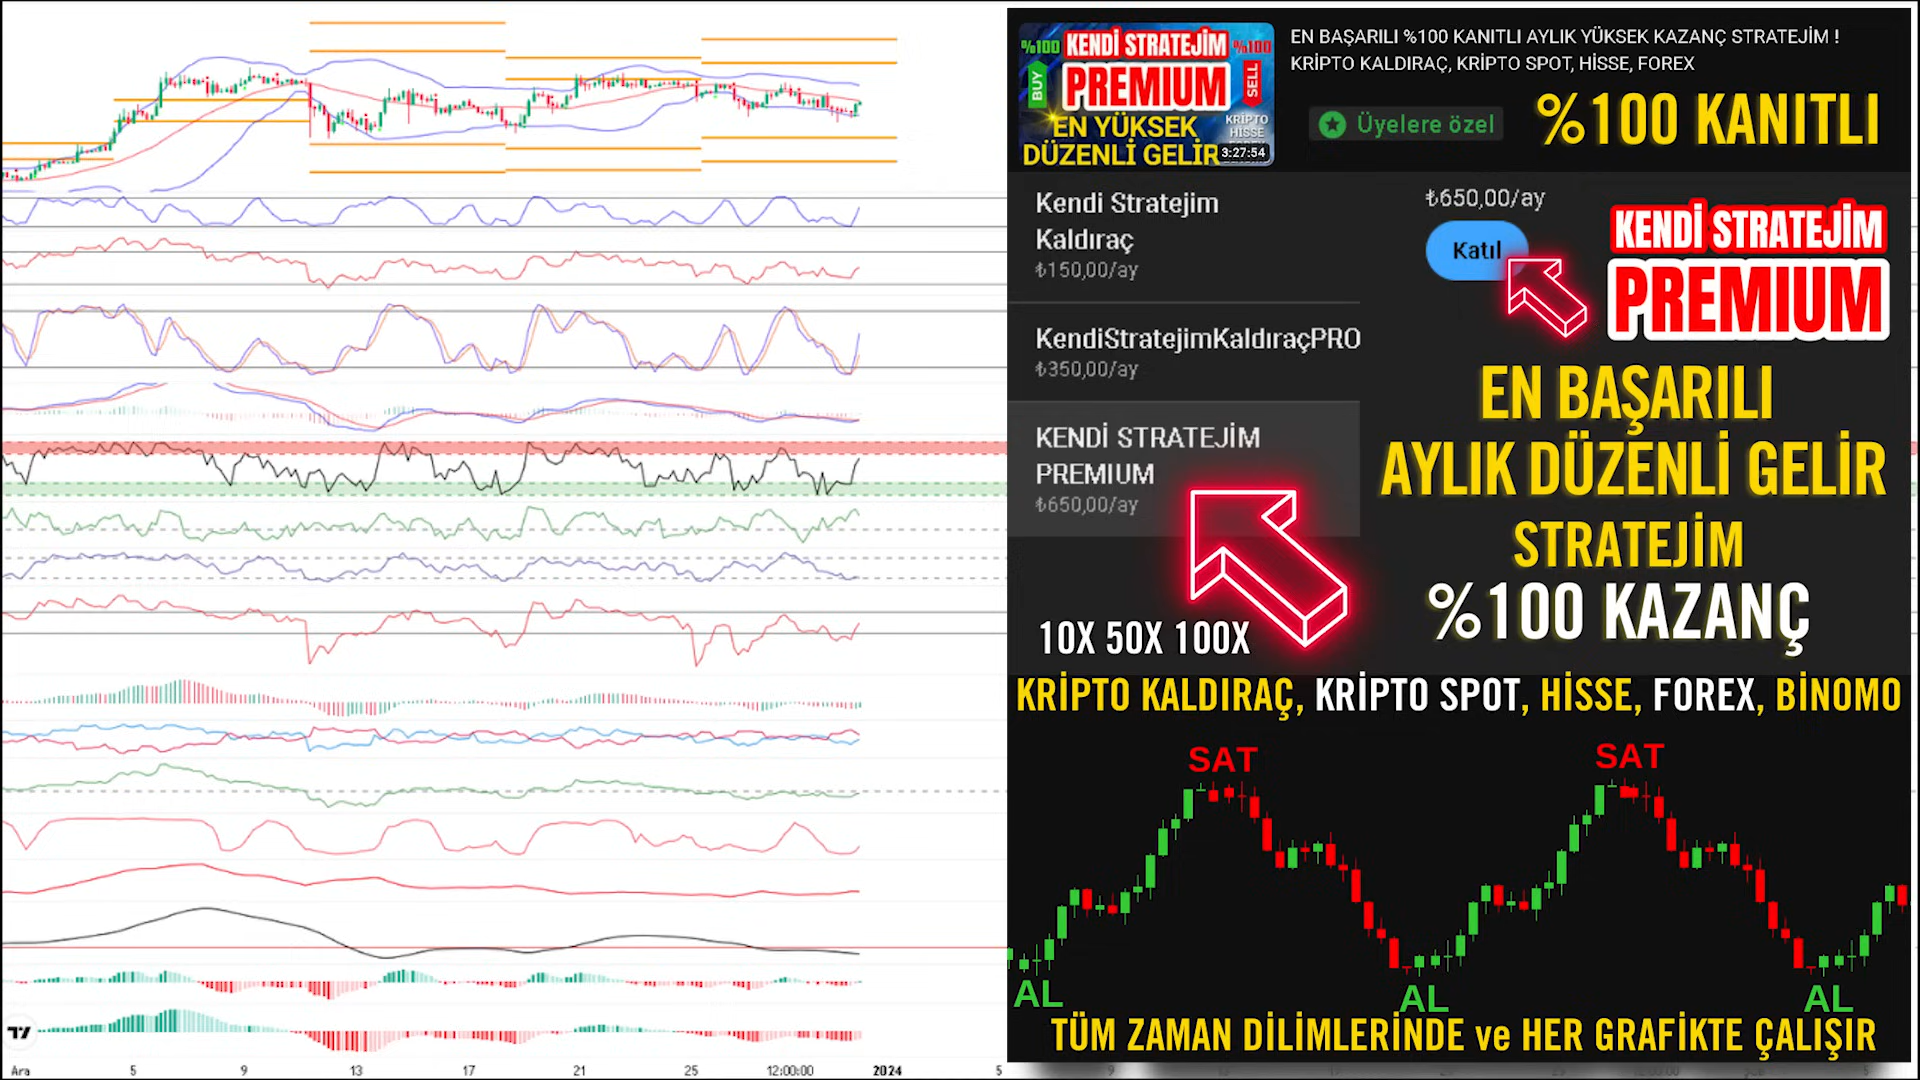 %100 KENDİ STRATEJİM %100
BUY PREMIUM SELL
EN YÜKSEK
DÜZENLİ GELİR
KRİPTO
HİSSE
3:27:54
EN BAŞARILI %100 KANITLI AYLIK YÜKSEK KAZANÇ STRATEJİM !
KRİPTO KALDIRAÇ, KRİPTO SPOT, HİSSE, FOREX
Üyelere özel
%100 KANITLI
Kendi Stratejim
Kaldıraç
₺150,00/ay
KendiStratejimKaldıraçPRO
₺350,00/ay
KENDİ STRATEJİM
PREMIUM
₺650,00/ay
₺650,00/ay
Katıl
KENDİ STRATEJİM
PREMIUM
EN BAŞARILI
AYLIK DÜZENLİ GELİR
STRATEJİM
%100 KAZANÇ
10X 50X 100X
KRİPTO KALDIRAÇ, KRİPTO SPOT, HİSSE, FOREX, BİNOMO
SAT
SAT
AL
AL
AL
TÜM ZAMAN DİLİMLERİNDE ve HER GRAFİKTE ÇALIŞIR
Ara 5 9 13 17 21 25 12:00:00 2024 5